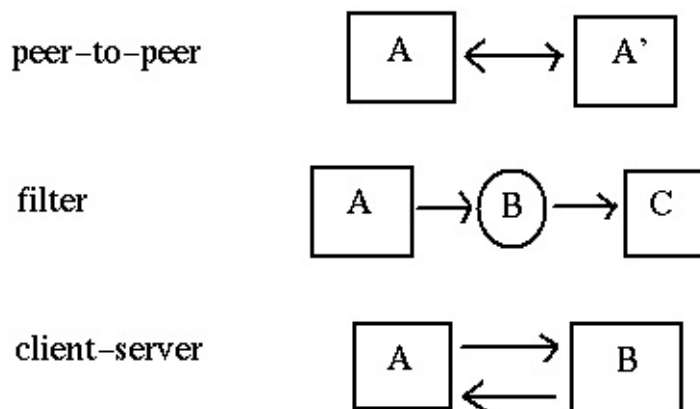 peer-to-peer A A'
filter A B C
client-server A B